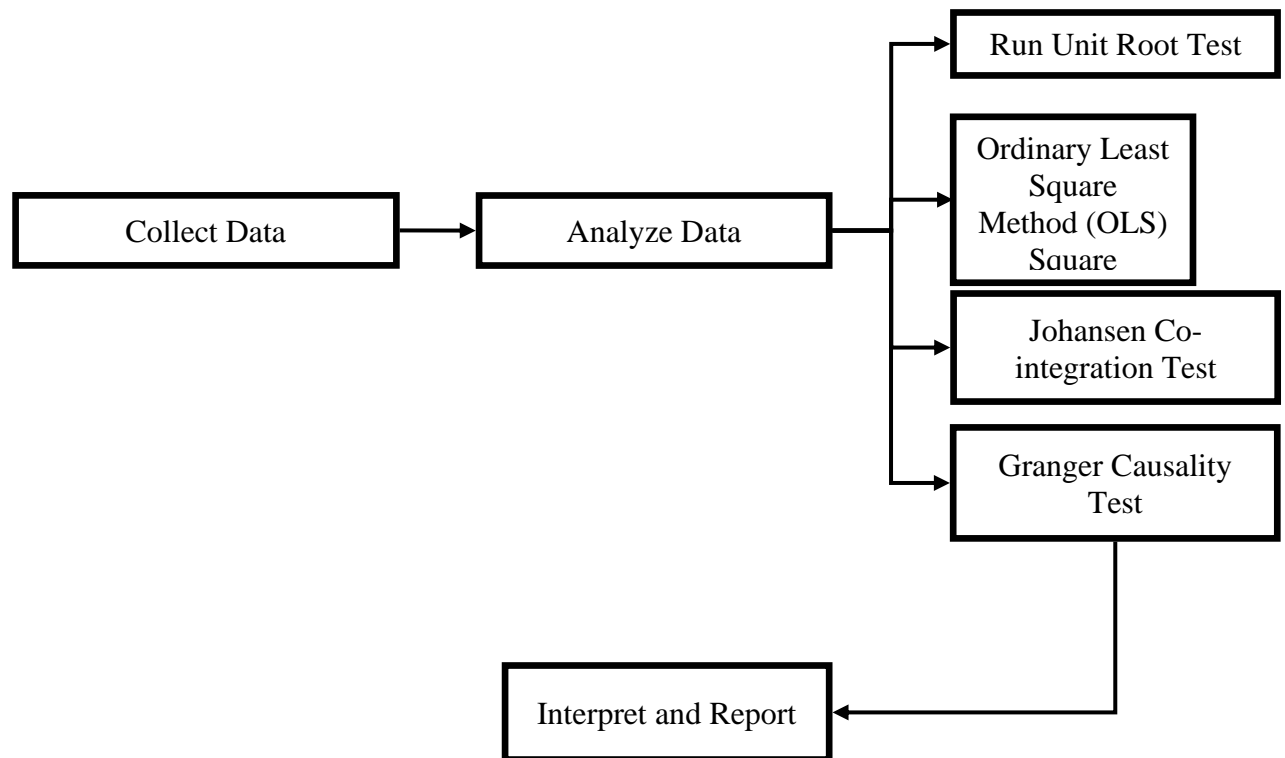 Run Unit Root Test
Ordinary Least
Square
Method (OLS)
Square
Collect Data
Analyze Data
Johansen Co-
integration Test
Granger Causality
Test
Interpret and Report